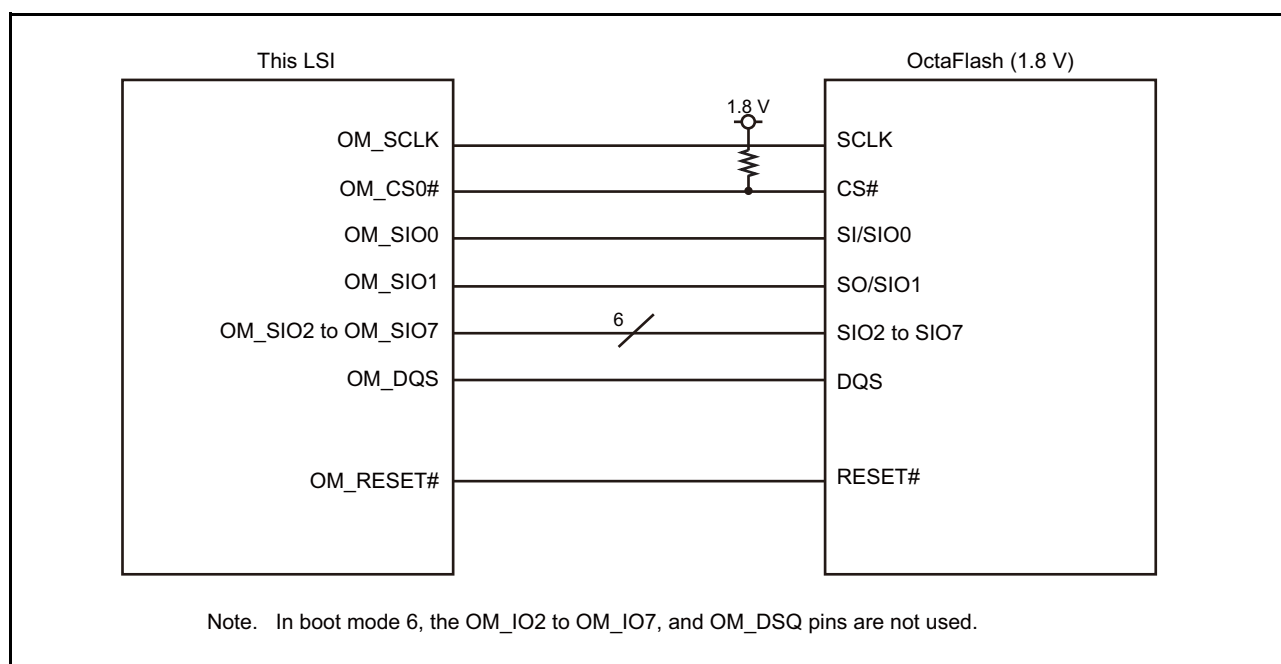 This LSI OctaFlash (1.8 V)
1.8 V
OM_SCLK SCLK
OM_CS0# CS#
OM_SIO0 SI/SIO0
OM_SIO1 SO/SIO1
OM_SIO2 to OM_SIO7 6 SIO2 to SIO7
OM_DQS DQS
OM_RESET# RESET#
Note. In boot mode 6, the OM_IO2 to OM_IO7, and OM_DSQ pins are not used.